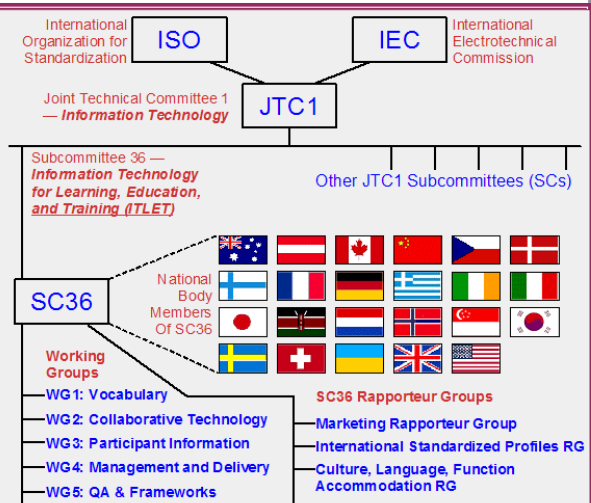 International
Organization for
Standardization
ISO
IEC
International
Electrotechnical
Commission
Joint Technical Committee 1
— Information Technology
JTC1
Subcommittee 36 —
Information Technology
for Learning, Education,
and Training (ITLET)
Other JTC1 Subcommittees (SCs)
SC36
National
Body
Members
Of SC36
Working
Groups
WG1: Vocabulary
WG2: Collaborative Technology
WG3: Participant Information
WG4: Management and Delivery
WG5: QA & Frameworks
SC36 Rapporteur Groups
Marketing Rapporteur Group
International Standardized Profiles RG
Culture, Language, Function
Accommodation RG